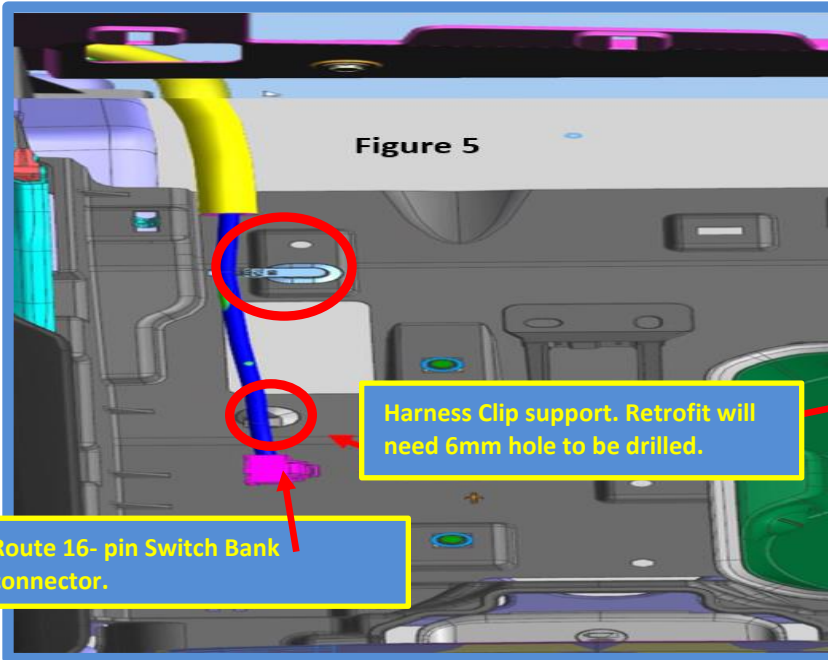 Figure 5
Harness Clip support. Retrofit will
need 6mm hole to be drilled.
Route 16- pin Switch Bank
connector.